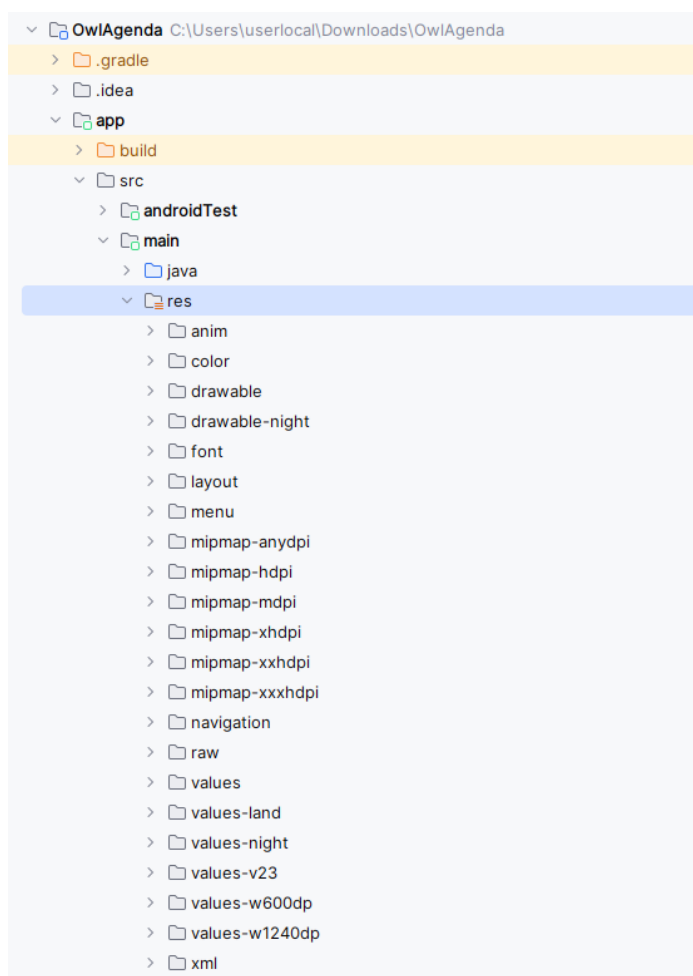 OwlAgenda C:\Users\userlocal\Downloads\OwlAgenda
.gradle
.idea
app
build
src
androidTest
main
java
res
anim
color
drawable
drawable-night
font
layout
menu
mipmap-anydpi
mipmap-hdpi
mipmap-mdpi
mipmap-xhdpi
mipmap-xxhdpi
mipmap-xxxhdpi
navigation
raw
values
values-land
values-night
values-v23
values-w600dp
values-w1240dp
xml